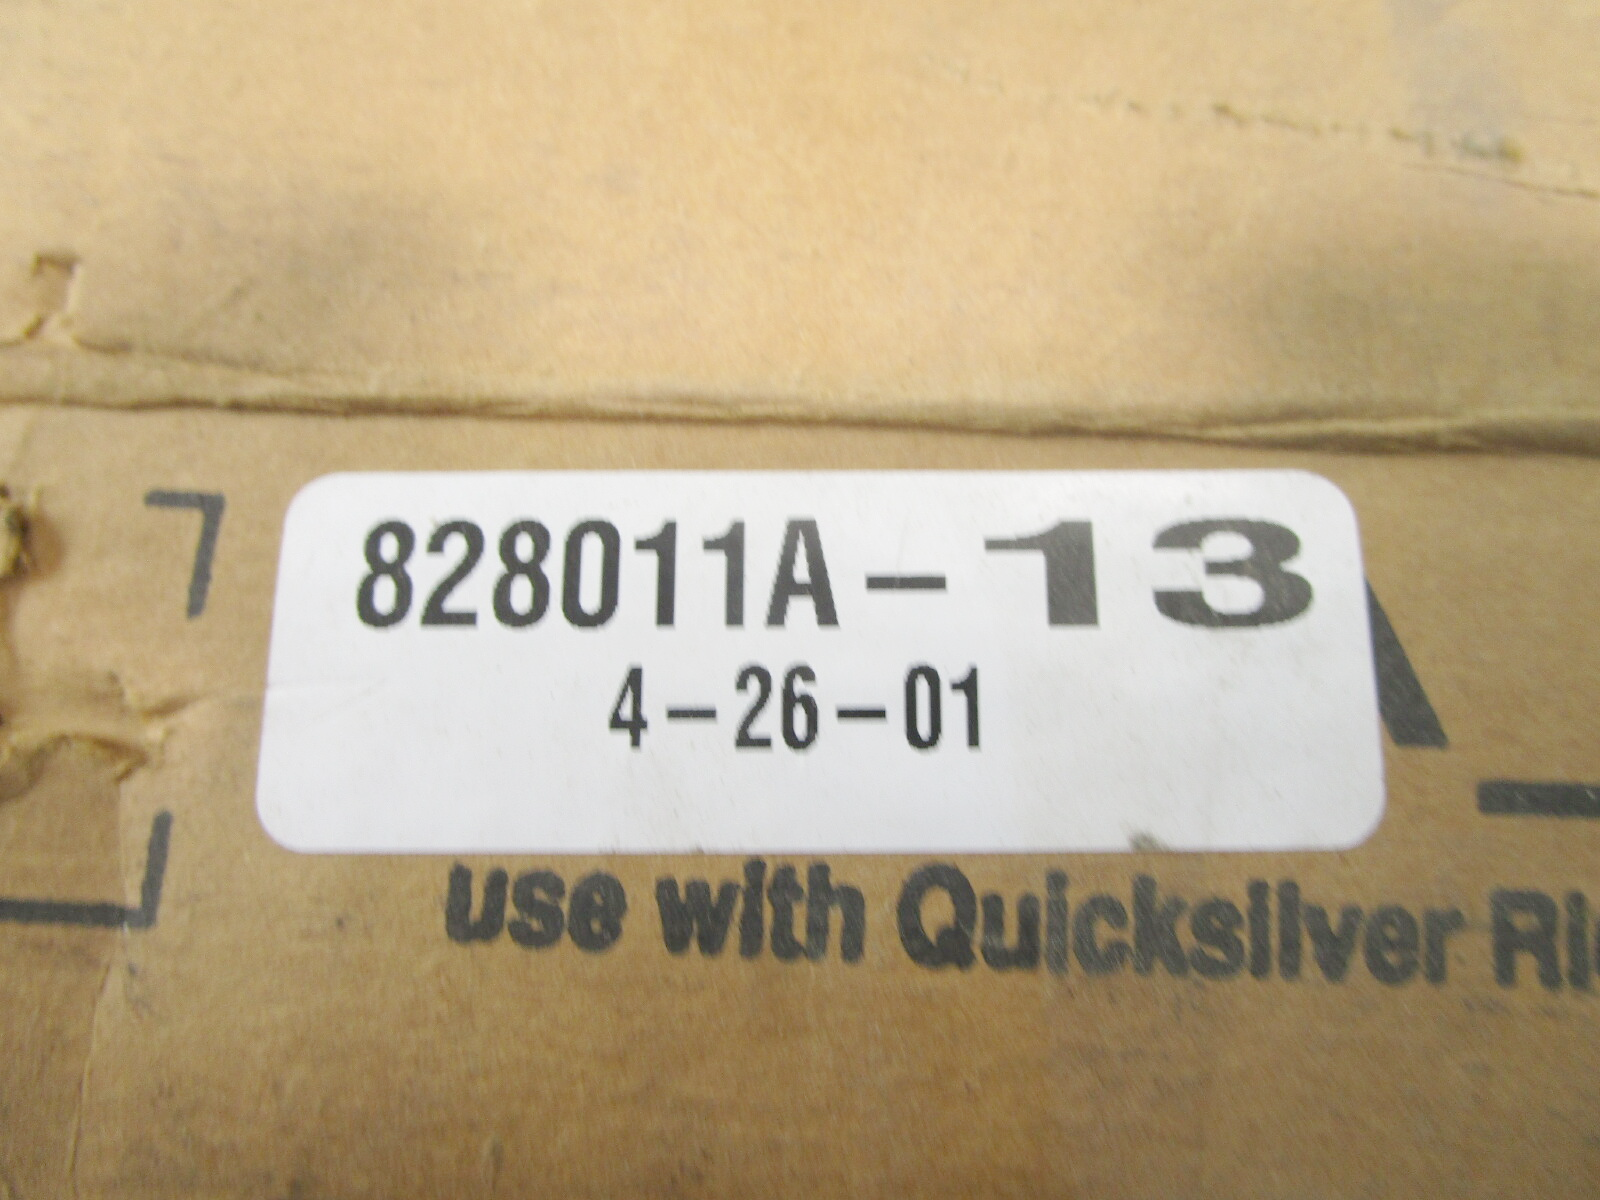 828011A-13
4-26-01
use with Quicksilver